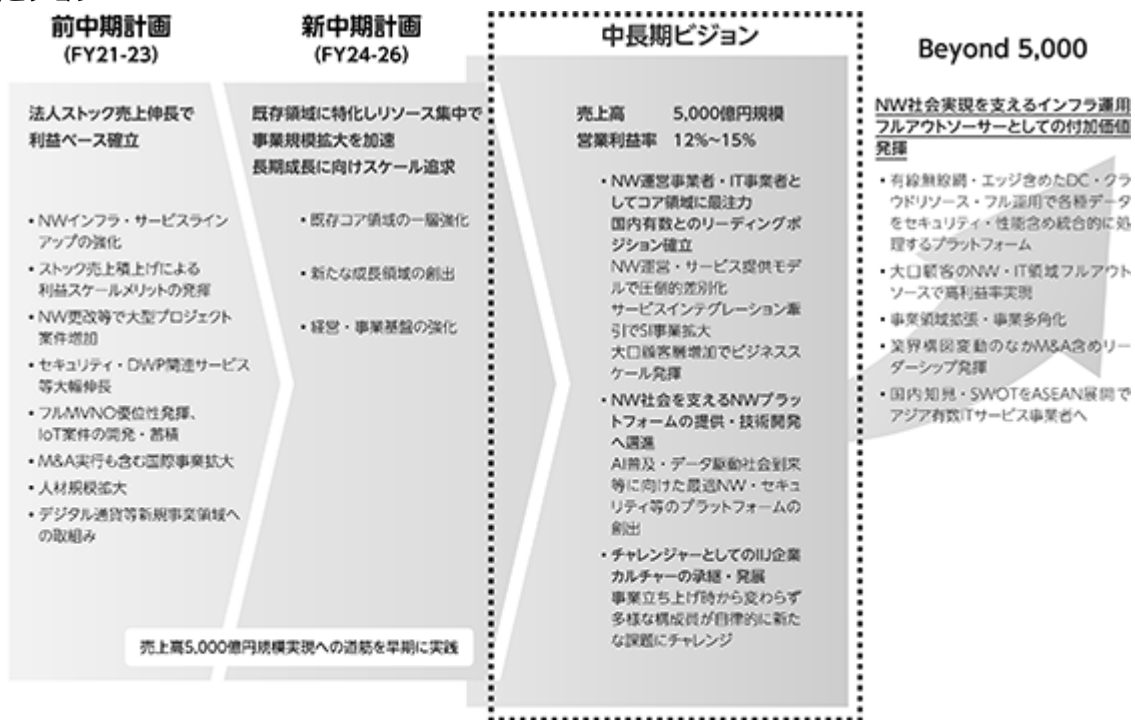 前中期計画
(FY21-23)
法人ストック売上伸長で
利益ベース確立
• NWインフラ・サービスライン
アップの強化
• ストック売上積上げによる
利益スケールメリットの発揮
• NW更改等で大型プロジェクト
案件増加
• セキュリティ・DWP関連サービス
等大幅伸長
• フルMVNO優位性発揮、
IoT案件の開発・蓄積
• M&A実行も含む国際事業拡大
• 人材規模拡大
• デジタル通貨等新規事業領域へ
の取組み
新中期計画
(FY24-26)
既存領域に特化しリソース集中で
事業規模拡大を加速
長期成長に向けスケール追求
• 既存コア領域の一層強化
• 新たな成長領域の創出
• 経営・事業基盤の強化
売上高5,000億円規模実現への道筋を早期に実践
中長期ビジョン
売上高 5,000億円規模
営業利益率 12%~15%
• NW運営事業者・IT事業者と
してコア領域に最注力
国内有数とのリーディングポ
ジション確立
NW運営・サービス提供モデ
ルで圧倒的差別化
サービスインテグレーション牽
引でSI事業拡大
大口顧客層増加でビジネスス
ケール発揮
• NW社会を支えるNWプラッ
トフォームの提供・技術開発
へ邁進
AI普及・データ駆動社会到来
等に向けた最適NW・セキュ
リティ等のプラットフォームの
創出
• チャレンジャーとしてのIIJ企業
カルチャーの承継・発展
事業立ち上げ時から変わらず
多様な構成員が自律的に新た
な課題にチャレンジ
Beyond 5,000
NW社会実現を支えるインフラ運用
フルアウトソーサーとしての付加価値
発揮
• 有線無線網・エッジ含めたDC・クラ
ウドリソース・フル運用で各種データ
をセキュリティ・性能含め統合的に処
理するプラットフォーム
• 大口顧客のNW・IT領域フルアウト
ソースで高利益率実現
• 事業領域拡張・事業多角化
• 業界構図変動のなかM&A含めリー
ダーシップ発揮
• 国内知見・SWOTをASEAN展開で
アジア有数ITサービス事業者へ